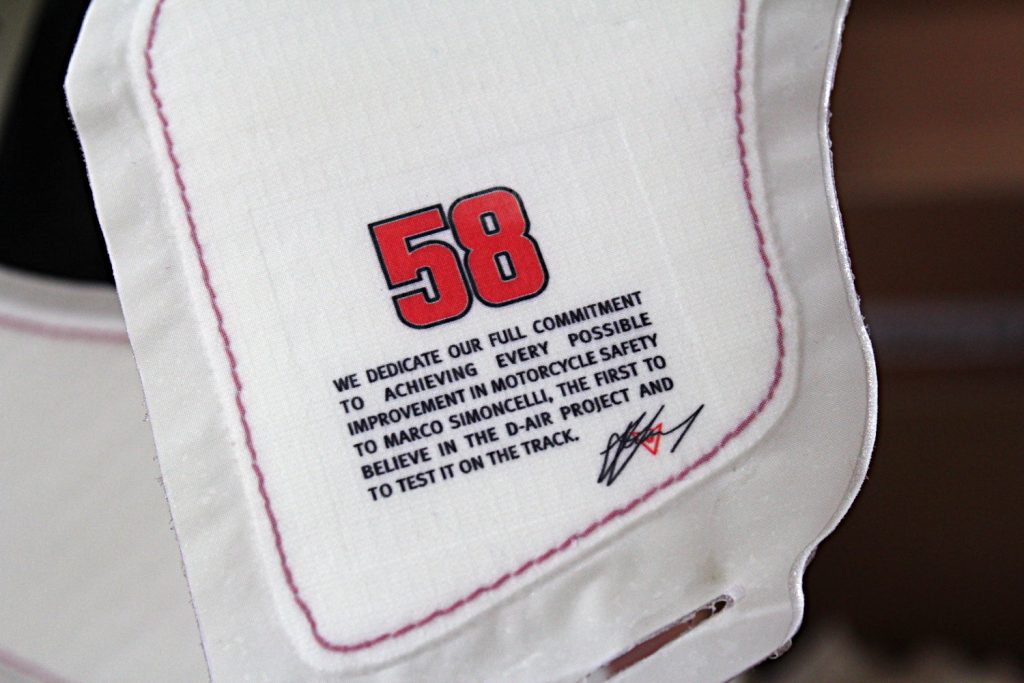 58
WE DEDICATE OUR FULL COMMITMENT
TO ACHIEVING EVERY POSSIBLE
IMPROVEMENT IN MOTORCYCLE SAFETY
TO MARCO SIMONCELLI, THE FIRST TO
BELIEVE IN THE D-AIR PROJECT AND
TO TEST IT ON THE TRACK.